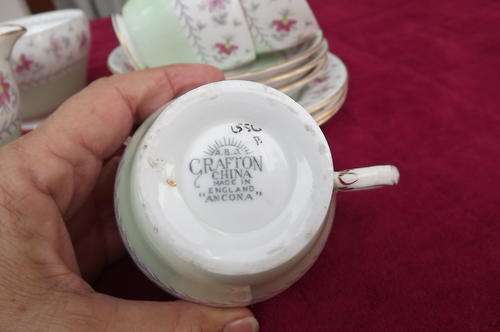 A.B.J.
GRAFTON
CHINA
MADE IN
ENGLAND
"ANCONA"